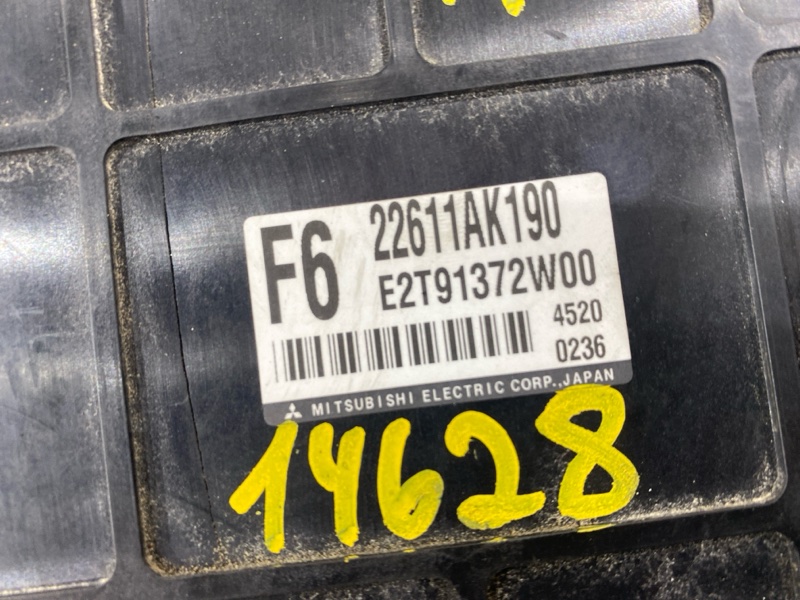 F6 22611AK190
E2T91372W00
4520
0236
MITSUBISHI ELECTRIC CORP., JAPAN
14628